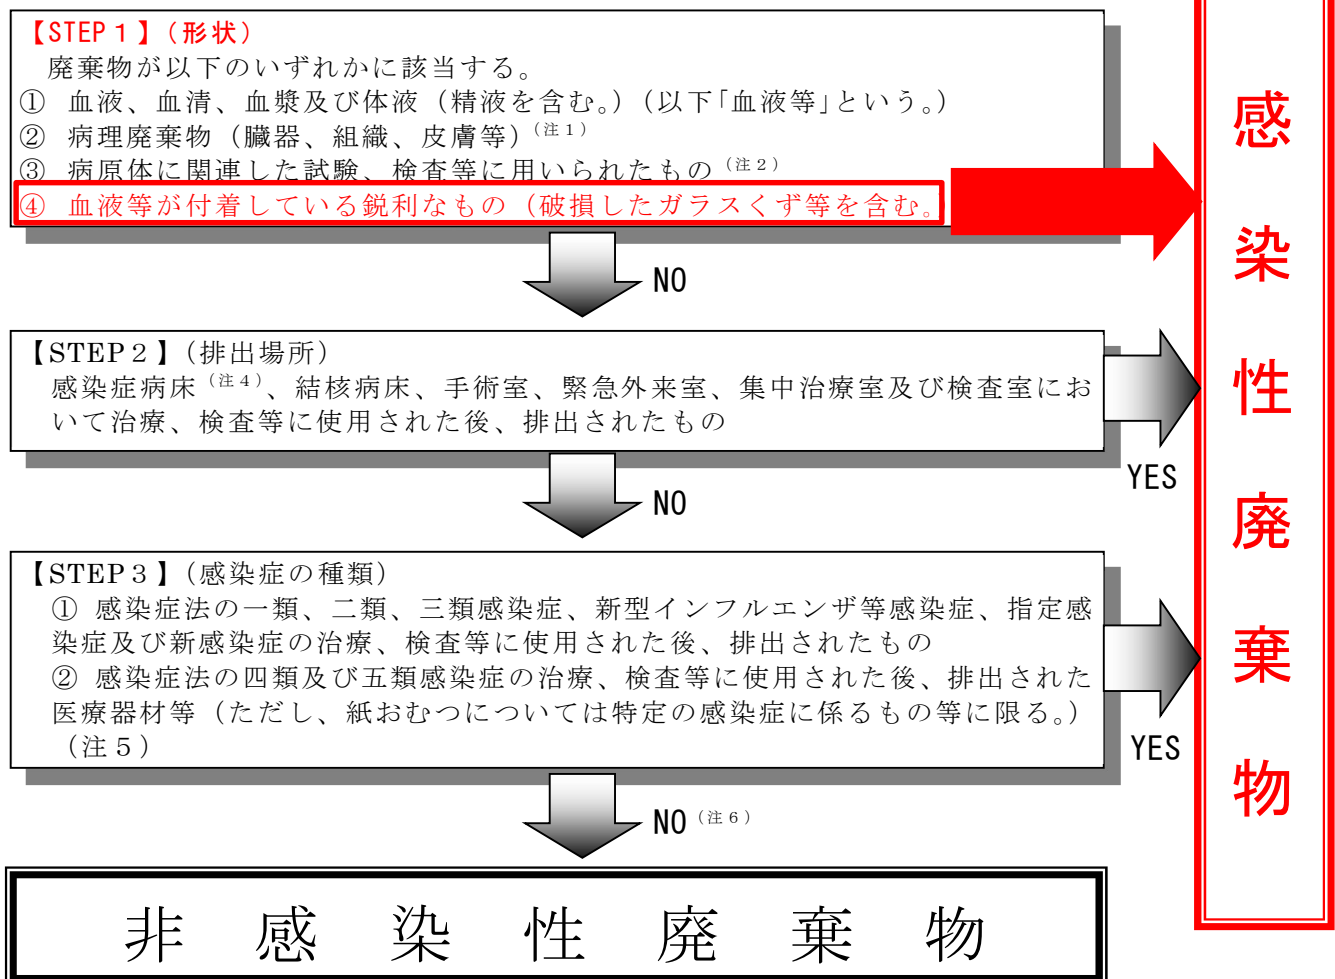 【STEP１】（形状）
廃棄物が以下のいずれかに該当する。
① 血液、血清、血漿及び体液（精液を含む。）（以下「血液等」という。）
② 病理廃棄物（臓器、組織、皮膚等）（注１）
③ 病原体に関連した試験、検査等に用いられたもの（注２）
④ 血液等が付着している鋭利なもの（破損したガラスくず等を含む。
NO
【STEP２】（排出場所）
感染症病床（注４）、結核病床、手術室、緊急外来室、集中治療室及び検査室にお
いて治療、検査等に使用された後、排出されたもの
YES
NO
【STEP３】（感染症の種類）
① 感染症法の一類、二類、三類感染症、新型インフルエンザ等感染症、指定感
染症及び新感染症の治療、検査等に使用された後、排出されたもの
② 感染症法の四類及び五類感染症の治療、検査等に使用された後、排出された
医療器材等（ただし、紙おむつについては特定の感染症に係るもの等に限る。）
（注５）
YES
NO（注６）
非感染性廃棄物
感染性廃棄物